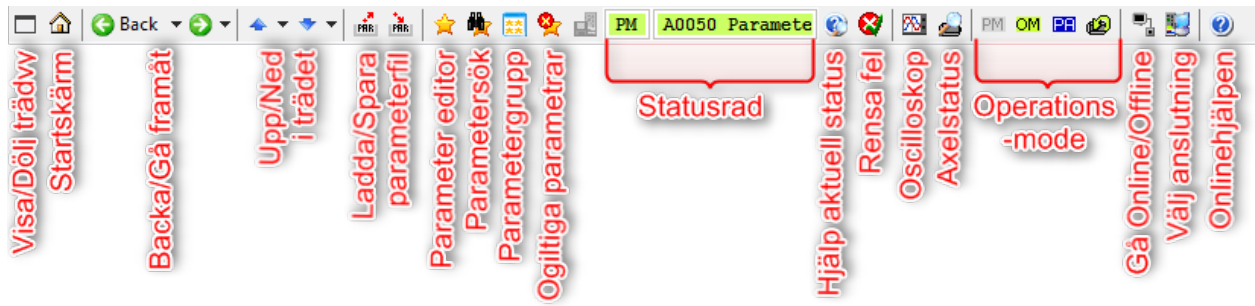 Back
PAR
PAR
PM
A0050 Paramete
PM
OM
PA
Visa/Dölj trädvy
Startskärm
Backa/Gå framåt
Upp/Ned
i trädet
Ladda/Spara
parameterfil
Parameter editor
Parametersök
Parametergrupp
Ogiltiga parametrar
Statusrad
Hjälp aktuell status
Rensa fel
Oscilloskop
Axelstatus
Operations
-mode
Gå Online/Offline
Välj anslutning
Onlinehjälpen